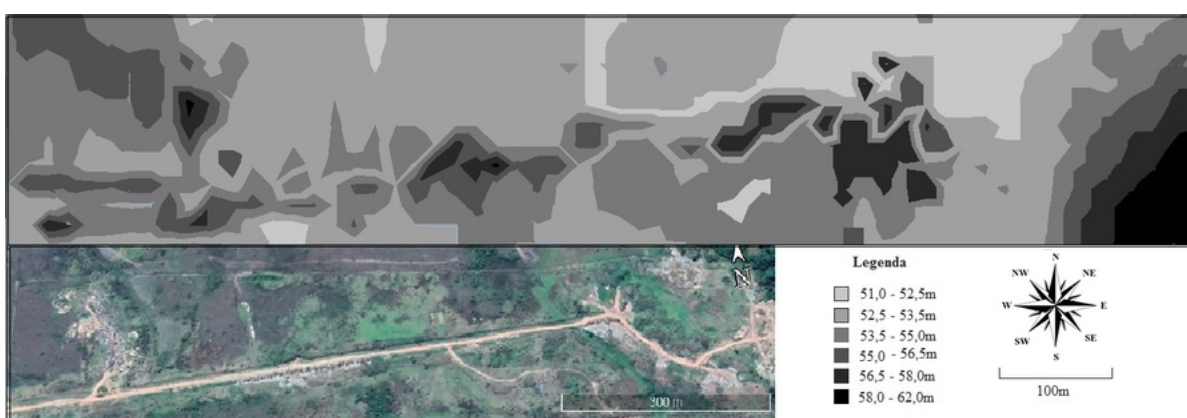 N
300 m
Legenda
51,0 - 52,5m
52,5 - 53,5m
53,5 - 55,0m
55,0 - 56,5m
56,5 - 58,0m
58,0 - 62,0m
N
NW NE
W E
SW SE
S
100m